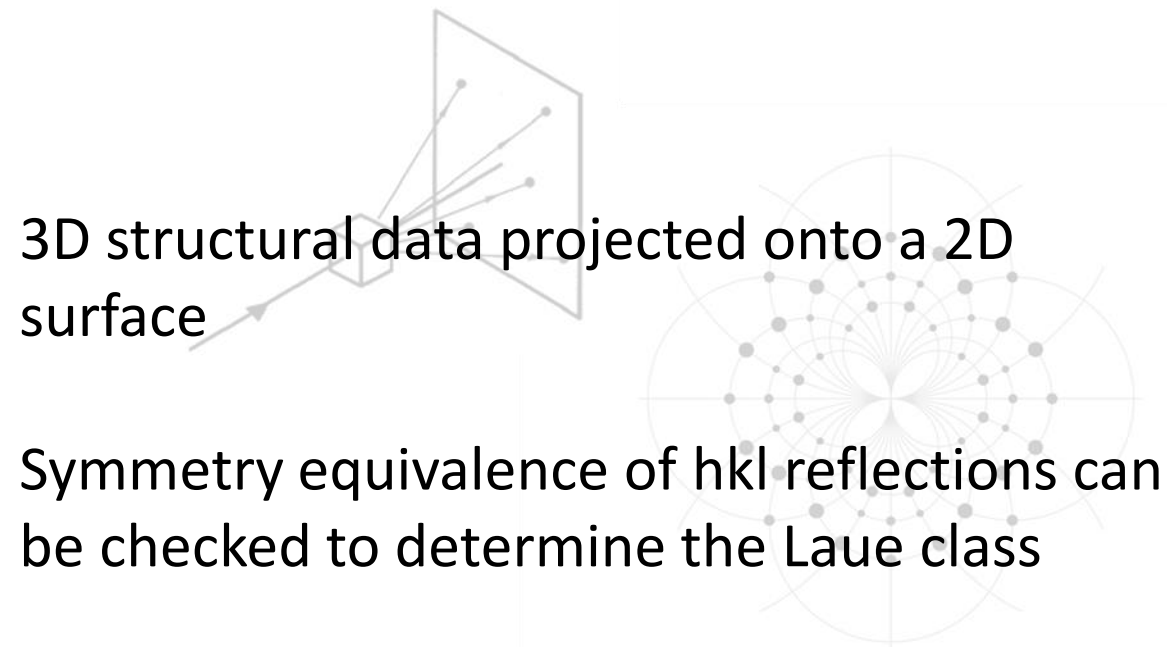 3D structural data projected onto a 2D
surface
Symmetry equivalence of hkl reflections can
be checked to determine the Laue class